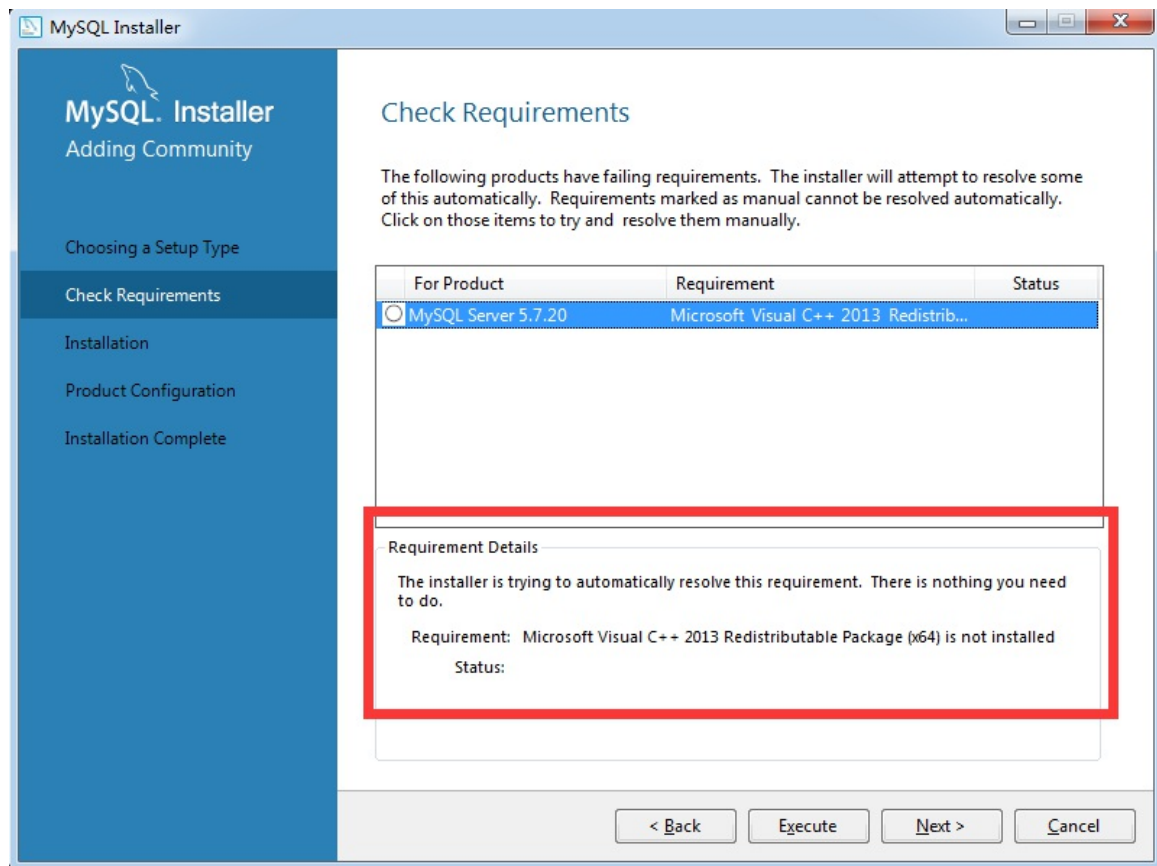 MySQL Installer
MySQL. Installer
Adding Community
Choosing a Setup Type
Check Requirements
Installation
Product Configuration
Installation Complete
Check Requirements
The following products have failing requirements. The installer will attempt to resolve some
of this automatically. Requirements marked as manual cannot be resolved automatically.
Click on those items to try and resolve them manually.
For Product Requirement Status
MySQL Server 5.7.20 Microsoft Visual C++ 2013 Redistrib...
Requirement Details
The installer is trying to automatically resolve this requirement. There is nothing you need
to do.
Requirement: Microsoft Visual C++ 2013 Redistributable Package (x64) is not installed
Status:
< Back Execute Next > Cancel